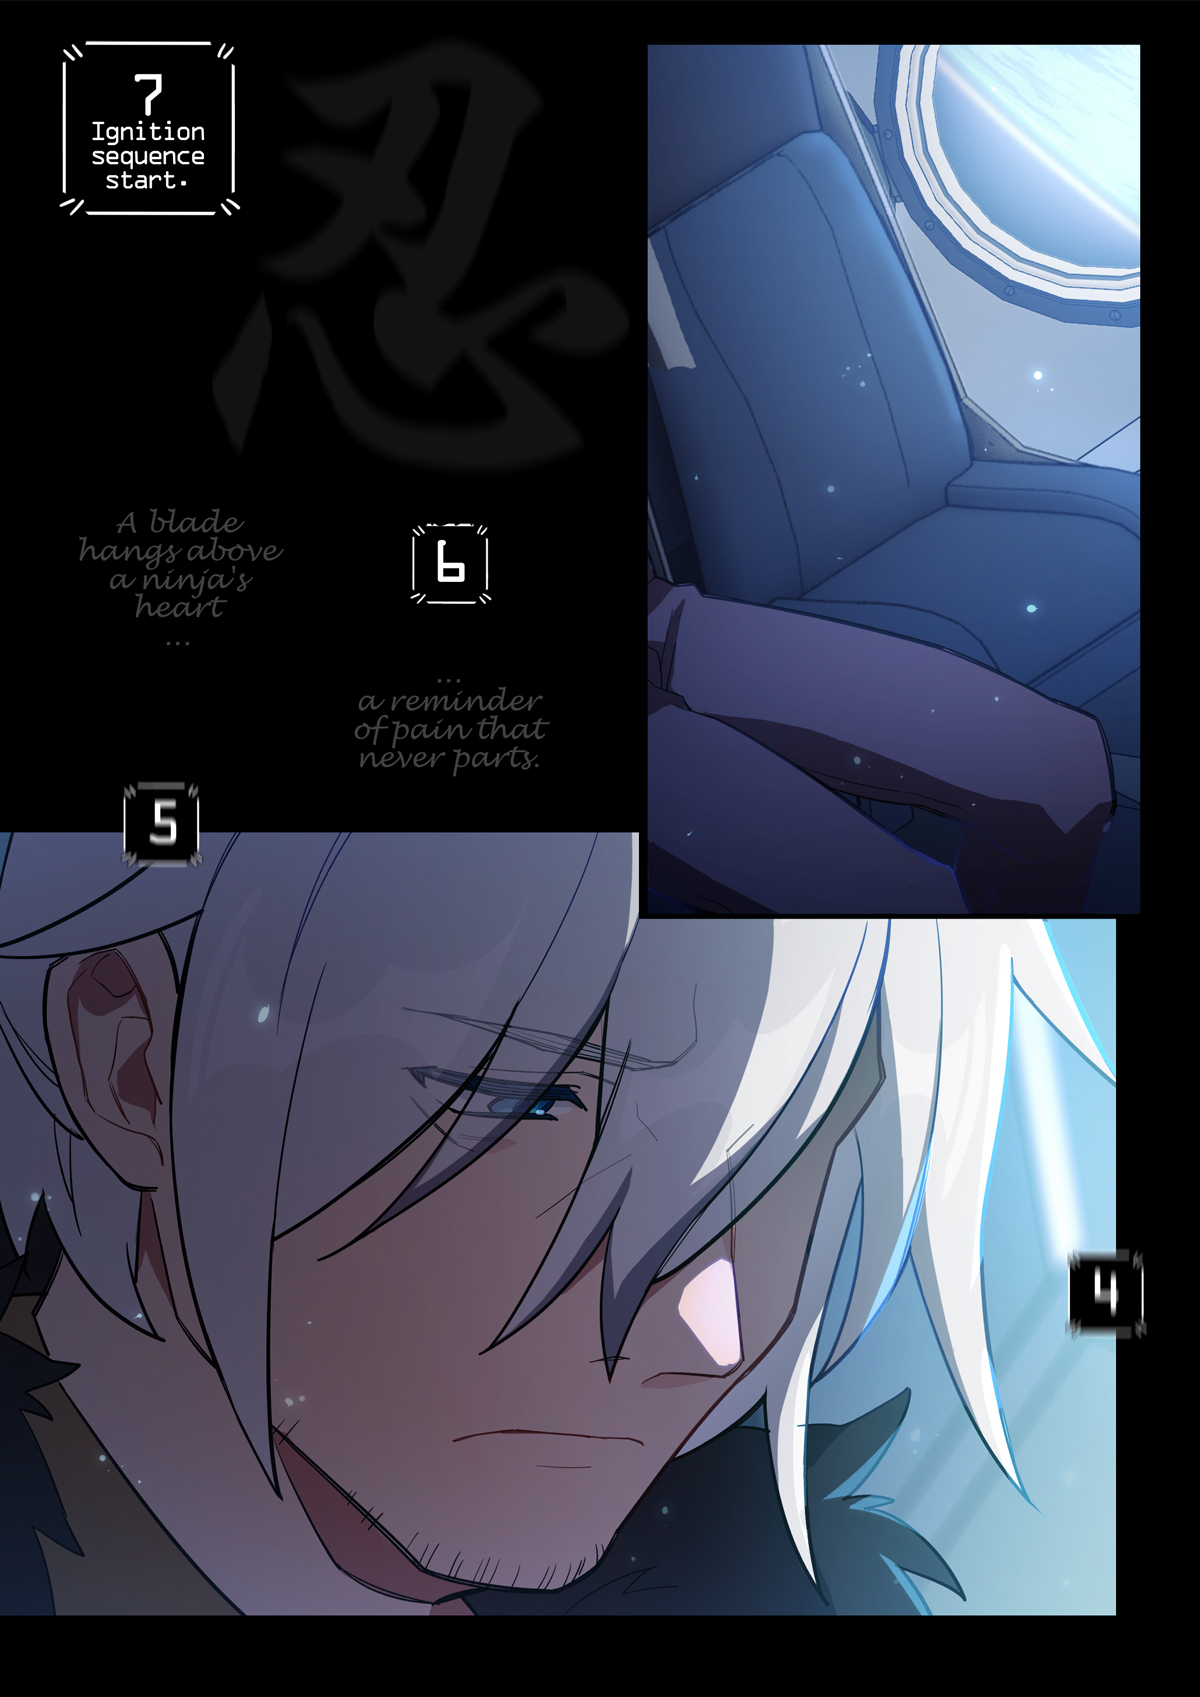 7
Ignition
sequence
start.
忍
A blade
hangs above
a ninja's
heart
...
6
...
a reminder
of pain that
never parts.
5
4